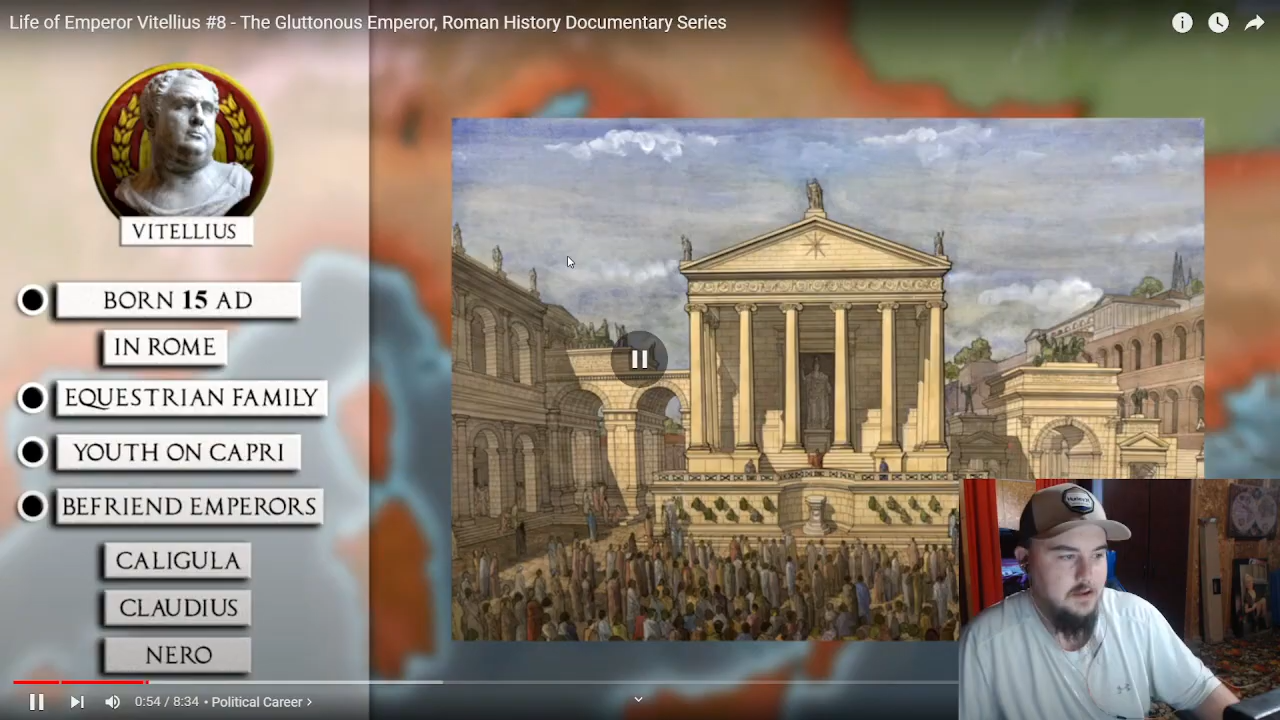 Life of Emperor Vitellius #8 - The Gluttonous Emperor, Roman History Documentary Series
VITELLIUS
BORN 15 AD
IN ROME
EQUESTRIAN FAMILY
YOUTH ON CAPRI
BEFRIEND EMPERORS
CALIGULA
CLAUDIUS
NERO
0:54 / 8:34 • Political Career >